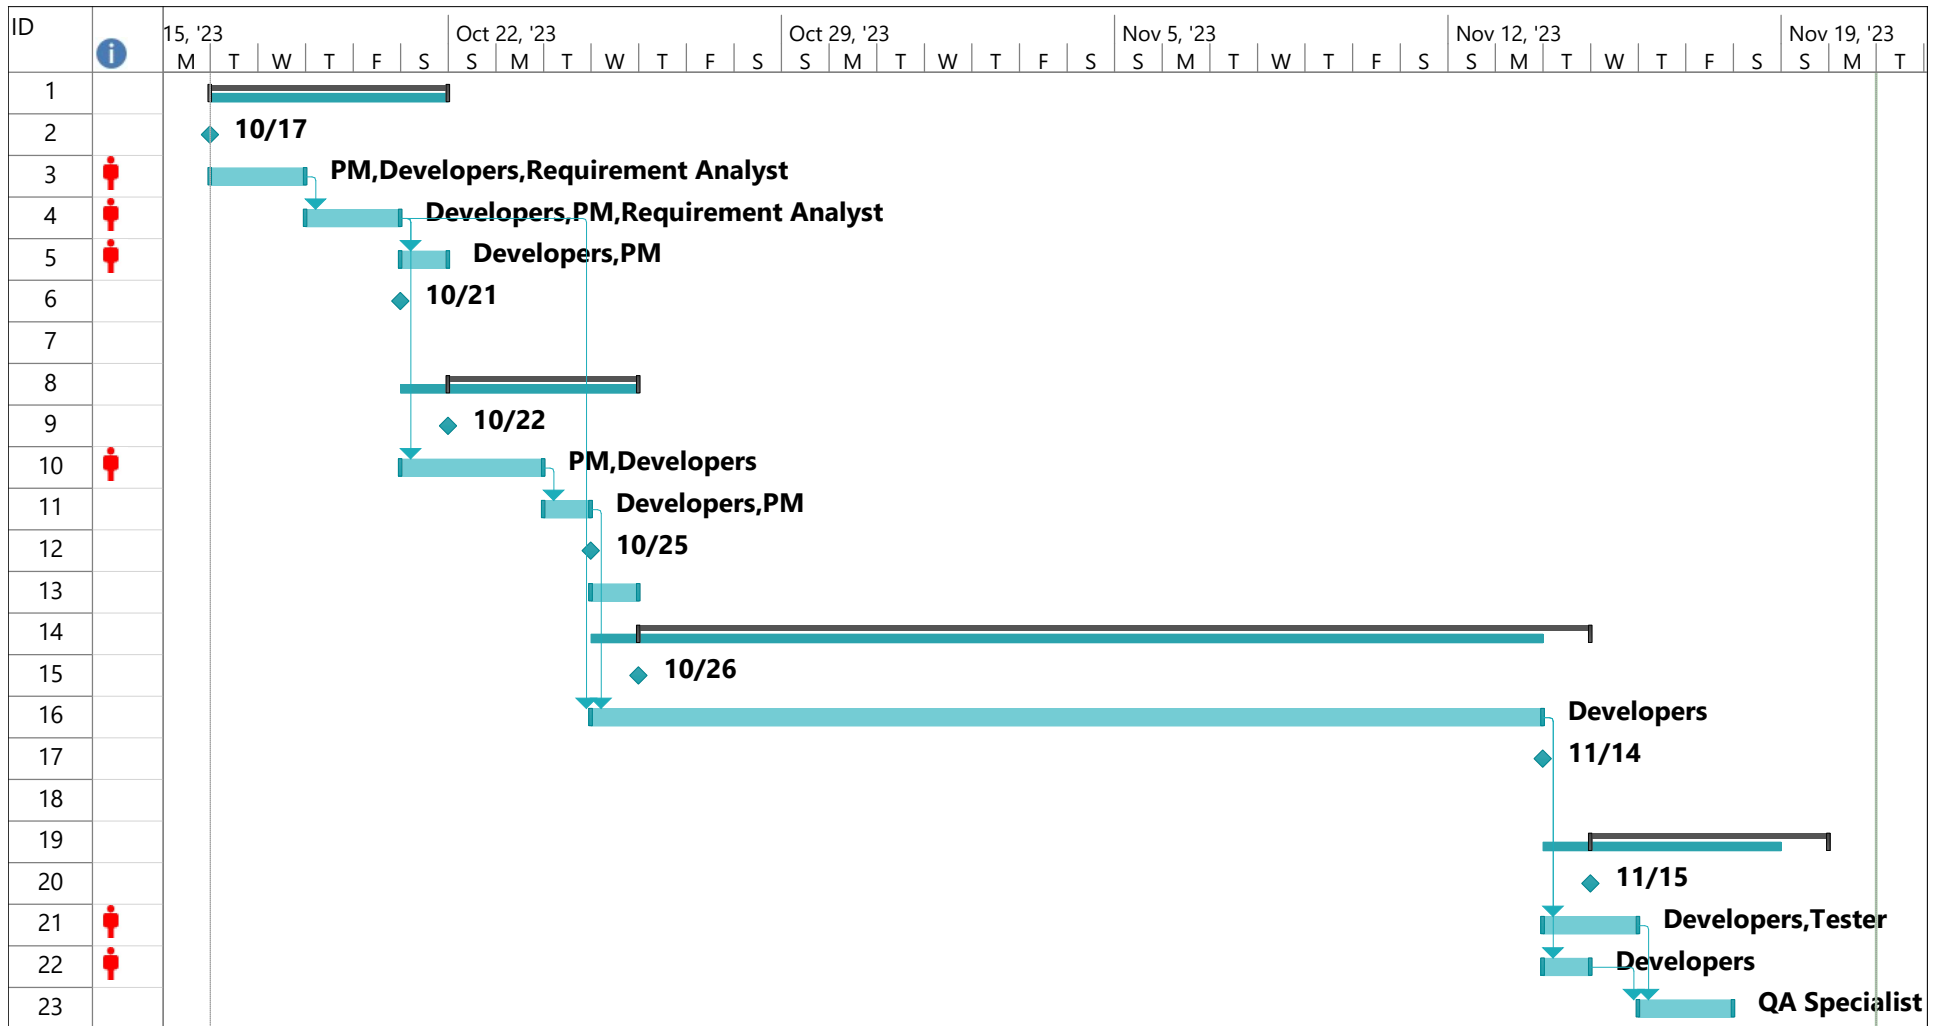 ID
i
15, '23 Oct 22, '23 Oct 29, '23 Nov 5, '23 Nov 12, '23 Nov 19, '23
M T W T F S S M T W T F S S M T W T F S S M T W T F S S M T W T F S S M T
1
2 10/17
3 PM,Developers,Requirement Analyst
4 Developers,PM,Requirement Analyst
5 Developers,PM
6 10/21
7
8
9 10/22
10 PM,Developers
11 Developers,PM
12 10/25
13
14
15 10/26
16 Developers
17 11/14
18
19
20 11/15
21 Developers,Tester
22 Developers
23 QA Specialist